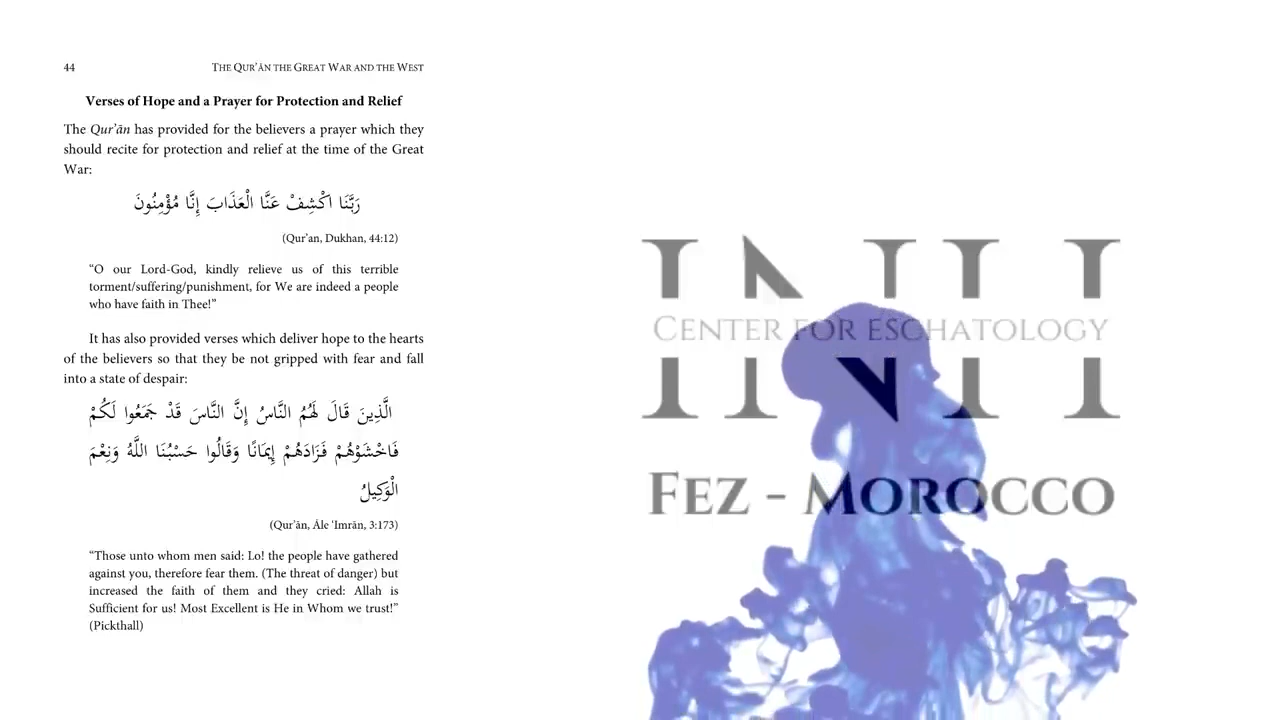 44 THE QUR’ĀN THE GREAT WAR AND THE WEST
Verses of Hope and a Prayer for Protection and Relief
The Qur’ān has provided for the believers a prayer which they
should recite for protection and relief at the time of the Great
War:
رَبَّنَا اكْشِفْ عَنَّا الْعَذَابَ إِنَّا مُؤْمِنُونَ
(Qur’an, Dukhan, 44:12)
“O our Lord-God, kindly relieve us of this terrible
torment/suffering/punishment, for We are indeed a people
who have faith in Thee!”
It has also provided verses which deliver hope to the hearts
of the believers so that they be not gripped with fear and fall
into a state of despair:
الَّذِينَ قَالَ لَهُمُ النَّاسُ إِنَّ النَّاسَ قَدْ جَمَعُوا لَكُمْ
فَاخْشَوْهُمْ فَزَادَهُمْ إِيمَانًا وَقَالُوا حَسْبُنَا اللَّهُ وَنِعْمَ
الْوَكِيلُ
(Qur’ān, Āle ‘Imrān, 3:173)
“Those unto whom men said: Lo! the people have gathered
against you, therefore fear them. (The threat of danger) but
increased the faith of them and they cried: Allah is
Sufficient for us! Most Excellent is He in Whom we trust!”
(Pickthall)
INH
CENTER FOR ESCHATOLOGY
FEZ - MOROCCO